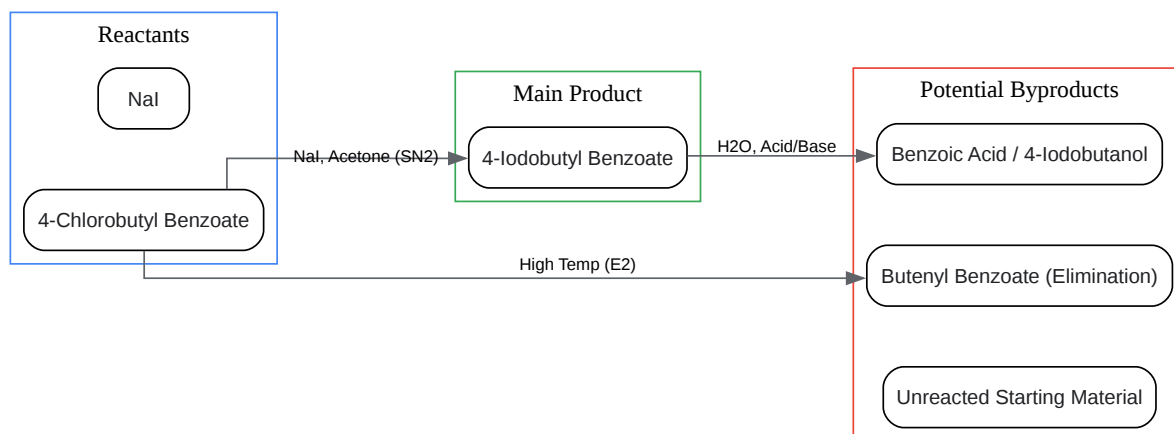 Reactants
NaI
4-Chlorobutyl Benzoate
NaI, Acetone (SN2)
Main Product
4-Iodobutyl Benzoate
H2O, Acid/Base
High Temp (E2)
Potential Byproducts
Benzoic Acid / 4-Iodobutanol
Butenyl Benzoate (Elimination)
Unreacted Starting Material